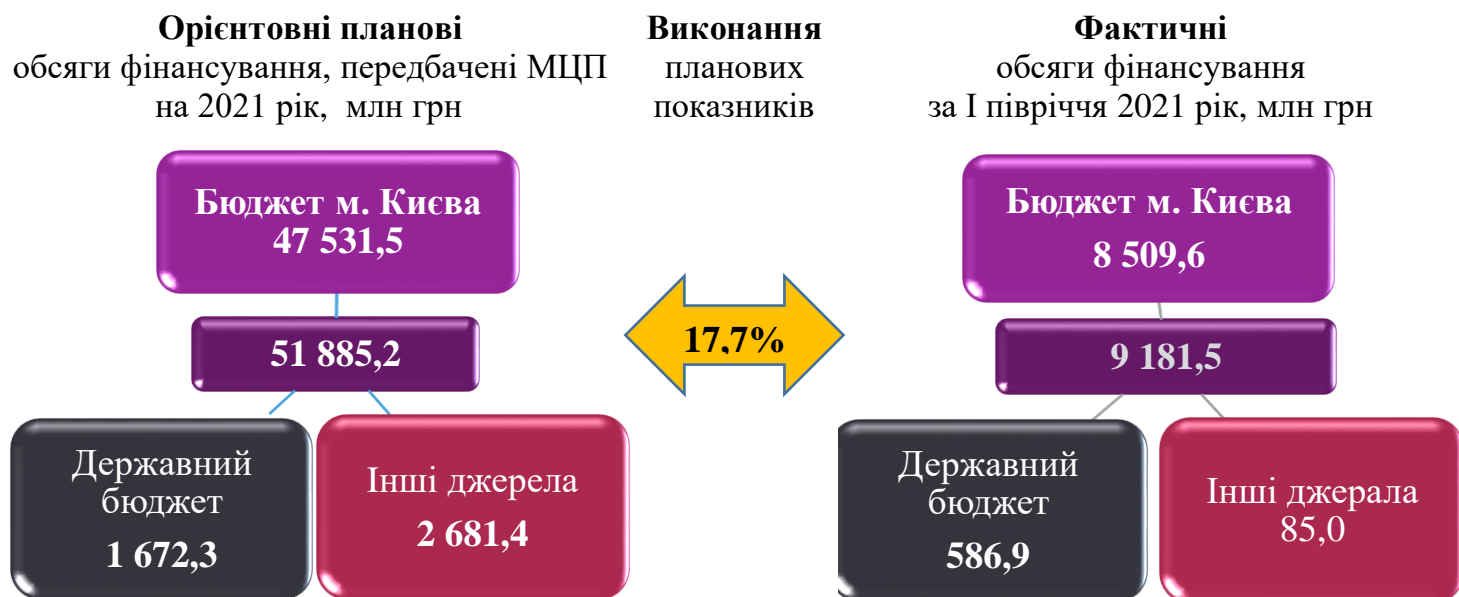 Орієнтовні планові
обсяги фінансування, передбачені МЦП
на 2021 рік, млн грн
Виконання
планових
показників
Фактичні
обсяги фінансування
за І півріччя 2021 рік, млн грн
Бюджет м. Києва
47 531,5
51 885,2
Державний
бюджет
1 672,3
Інші джерела
2 681,4
17,7%
Бюджет м. Києва
8 509,6
9 181,5
Державний
бюджет
586,9
Інші джерала
85,0